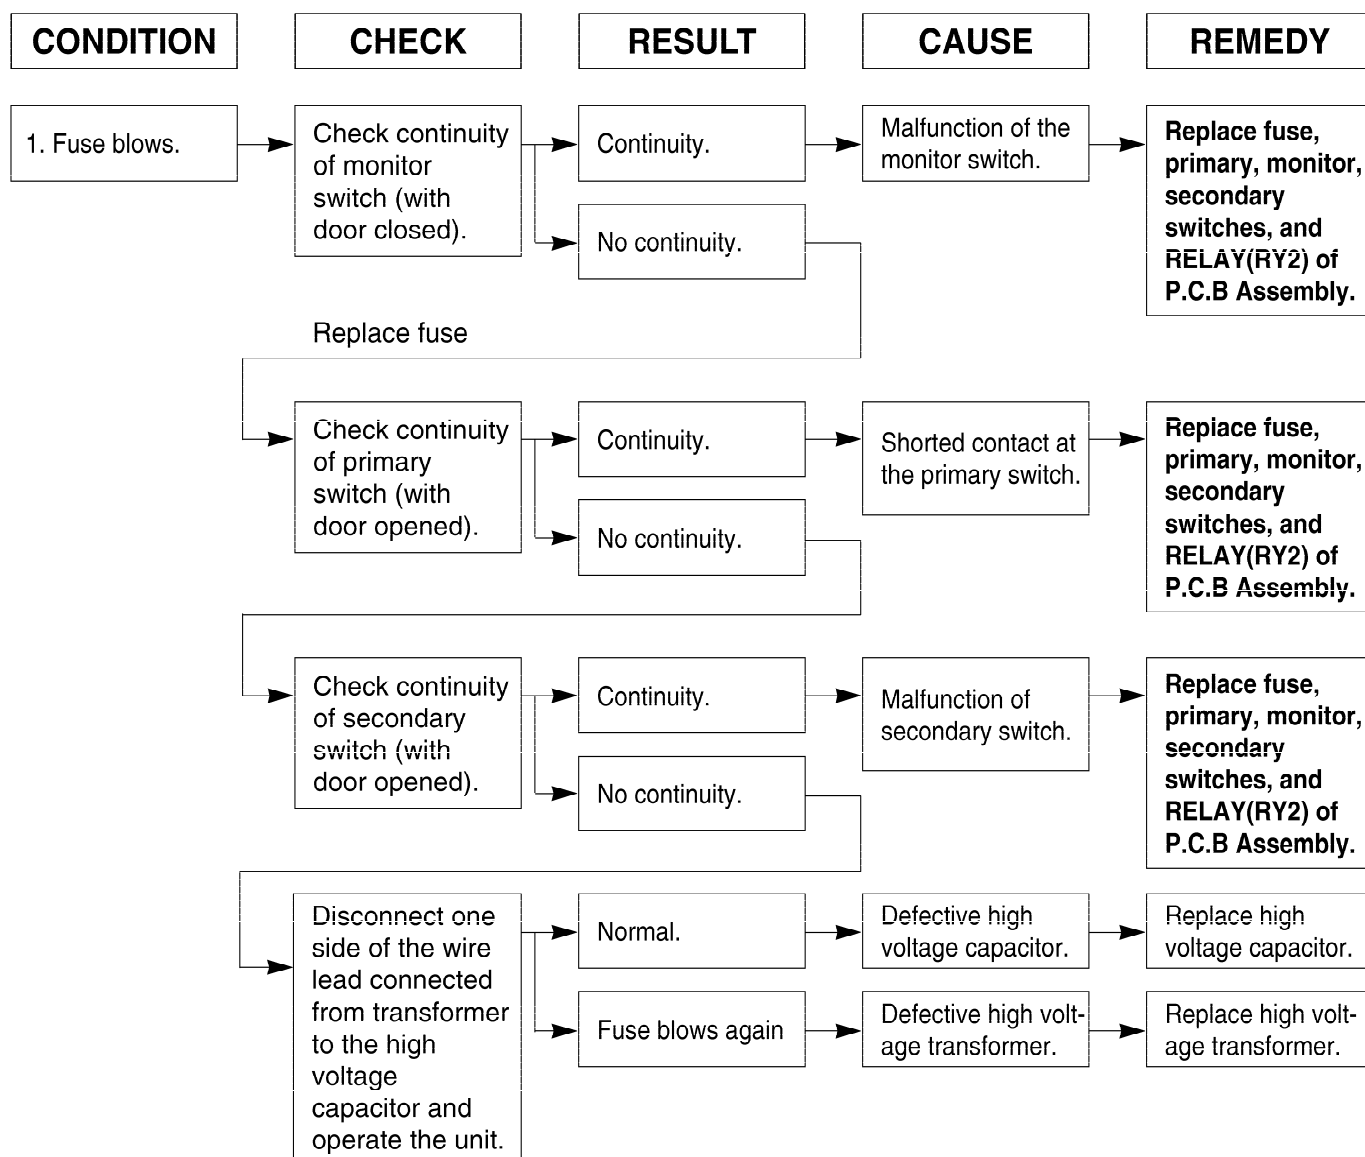 CONDITION
CHECK
RESULT
CAUSE
REMEDY
1. Fuse blows.
Check continuity
of monitor
switch (with
door closed).
Continuity.
Malfunction of the
monitor switch.
Replace fuse,
primary, monitor,
secondary
switches, and
RELAY(RY2) of
P.C.B Assembly.
No continuity.
Replace fuse
Check continuity
of primary
switch (with
door opened).
Continuity.
Shorted contact at
the primary switch.
Replace fuse,
primary, monitor,
secondary
switches, and
RELAY(RY2) of
P.C.B Assembly.
No continuity.
Check continuity
of secondary
switch (with
door opened).
Continuity.
Malfunction of
secondary switch.
Replace fuse,
primary, monitor,
secondary
switches, and
RELAY(RY2) of
P.C.B Assembly.
No continuity.
Disconnect one
side of the wire
lead connected
from transformer
to the high
voltage
capacitor and
operate the unit.
Normal.
Defective high
voltage capacitor.
Replace high
voltage capacitor.
Fuse blows again
Defective high volt-
age transformer.
Replace high volt-
age transformer.